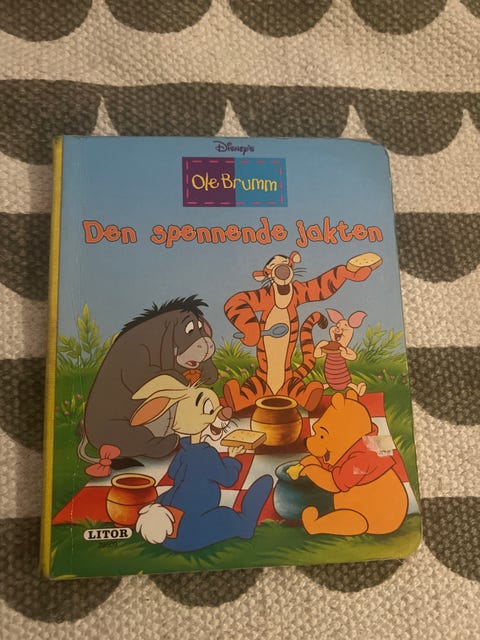 Disney's
Ole Brumm
Den spennende jakten
LITOR